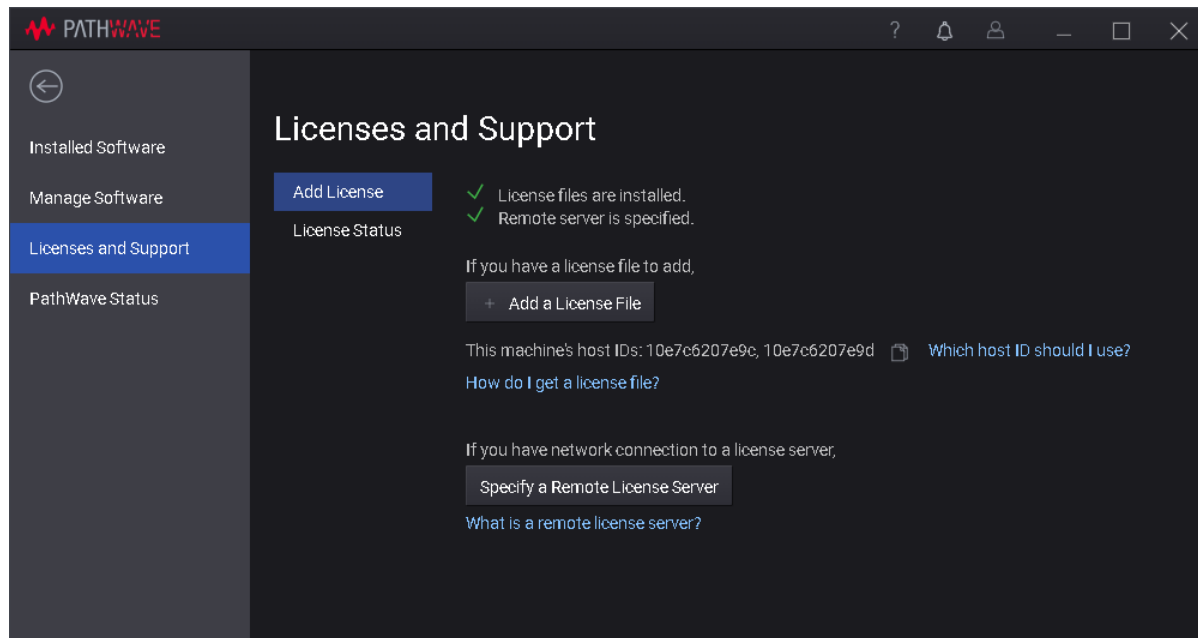 PATHWAVE
?
Installed Software
Manage Software
Licenses and Support
PathWave Status
Licenses and Support
Add License
License Status
License files are installed.
Remote server is specified.
If you have a license file to add,
+ Add a License File
This machine's host IDs: 10e7c6207e9c, 10e7c6207e9d Which host ID should I use?
How do I get a license file?
If you have network connection to a license server,
Specify a Remote License Server
What is a remote license server?